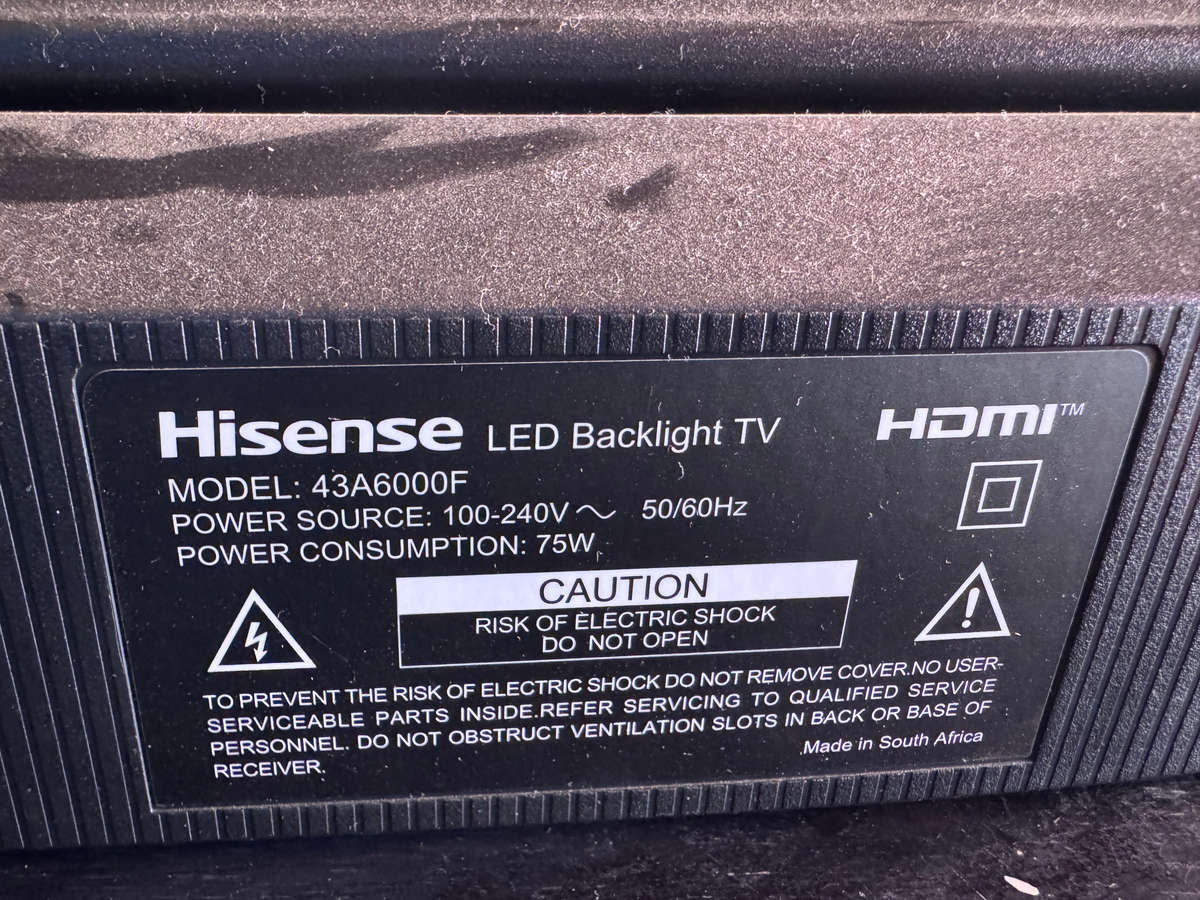 Hisense LED Backlight TV
HDMI™
MODEL: 43A6000F
POWER SOURCE: 100-240V～ 50/60Hz
POWER CONSUMPTION: 75W
CAUTION
RISK OF ELECTRIC SHOCK
DO NOT OPEN
TO PREVENT THE RISK OF ELECTRIC SHOCK DO NOT REMOVE COVER.NO USER-
SERVICEABLE PARTS INSIDE.REFER SERVICING TO QUALIFIED SERVICE
PERSONNEL. DO NOT OBSTRUCT VENTILATION SLOTS IN BACK OR BASE OF
RECEIVER.
Made in South Africa